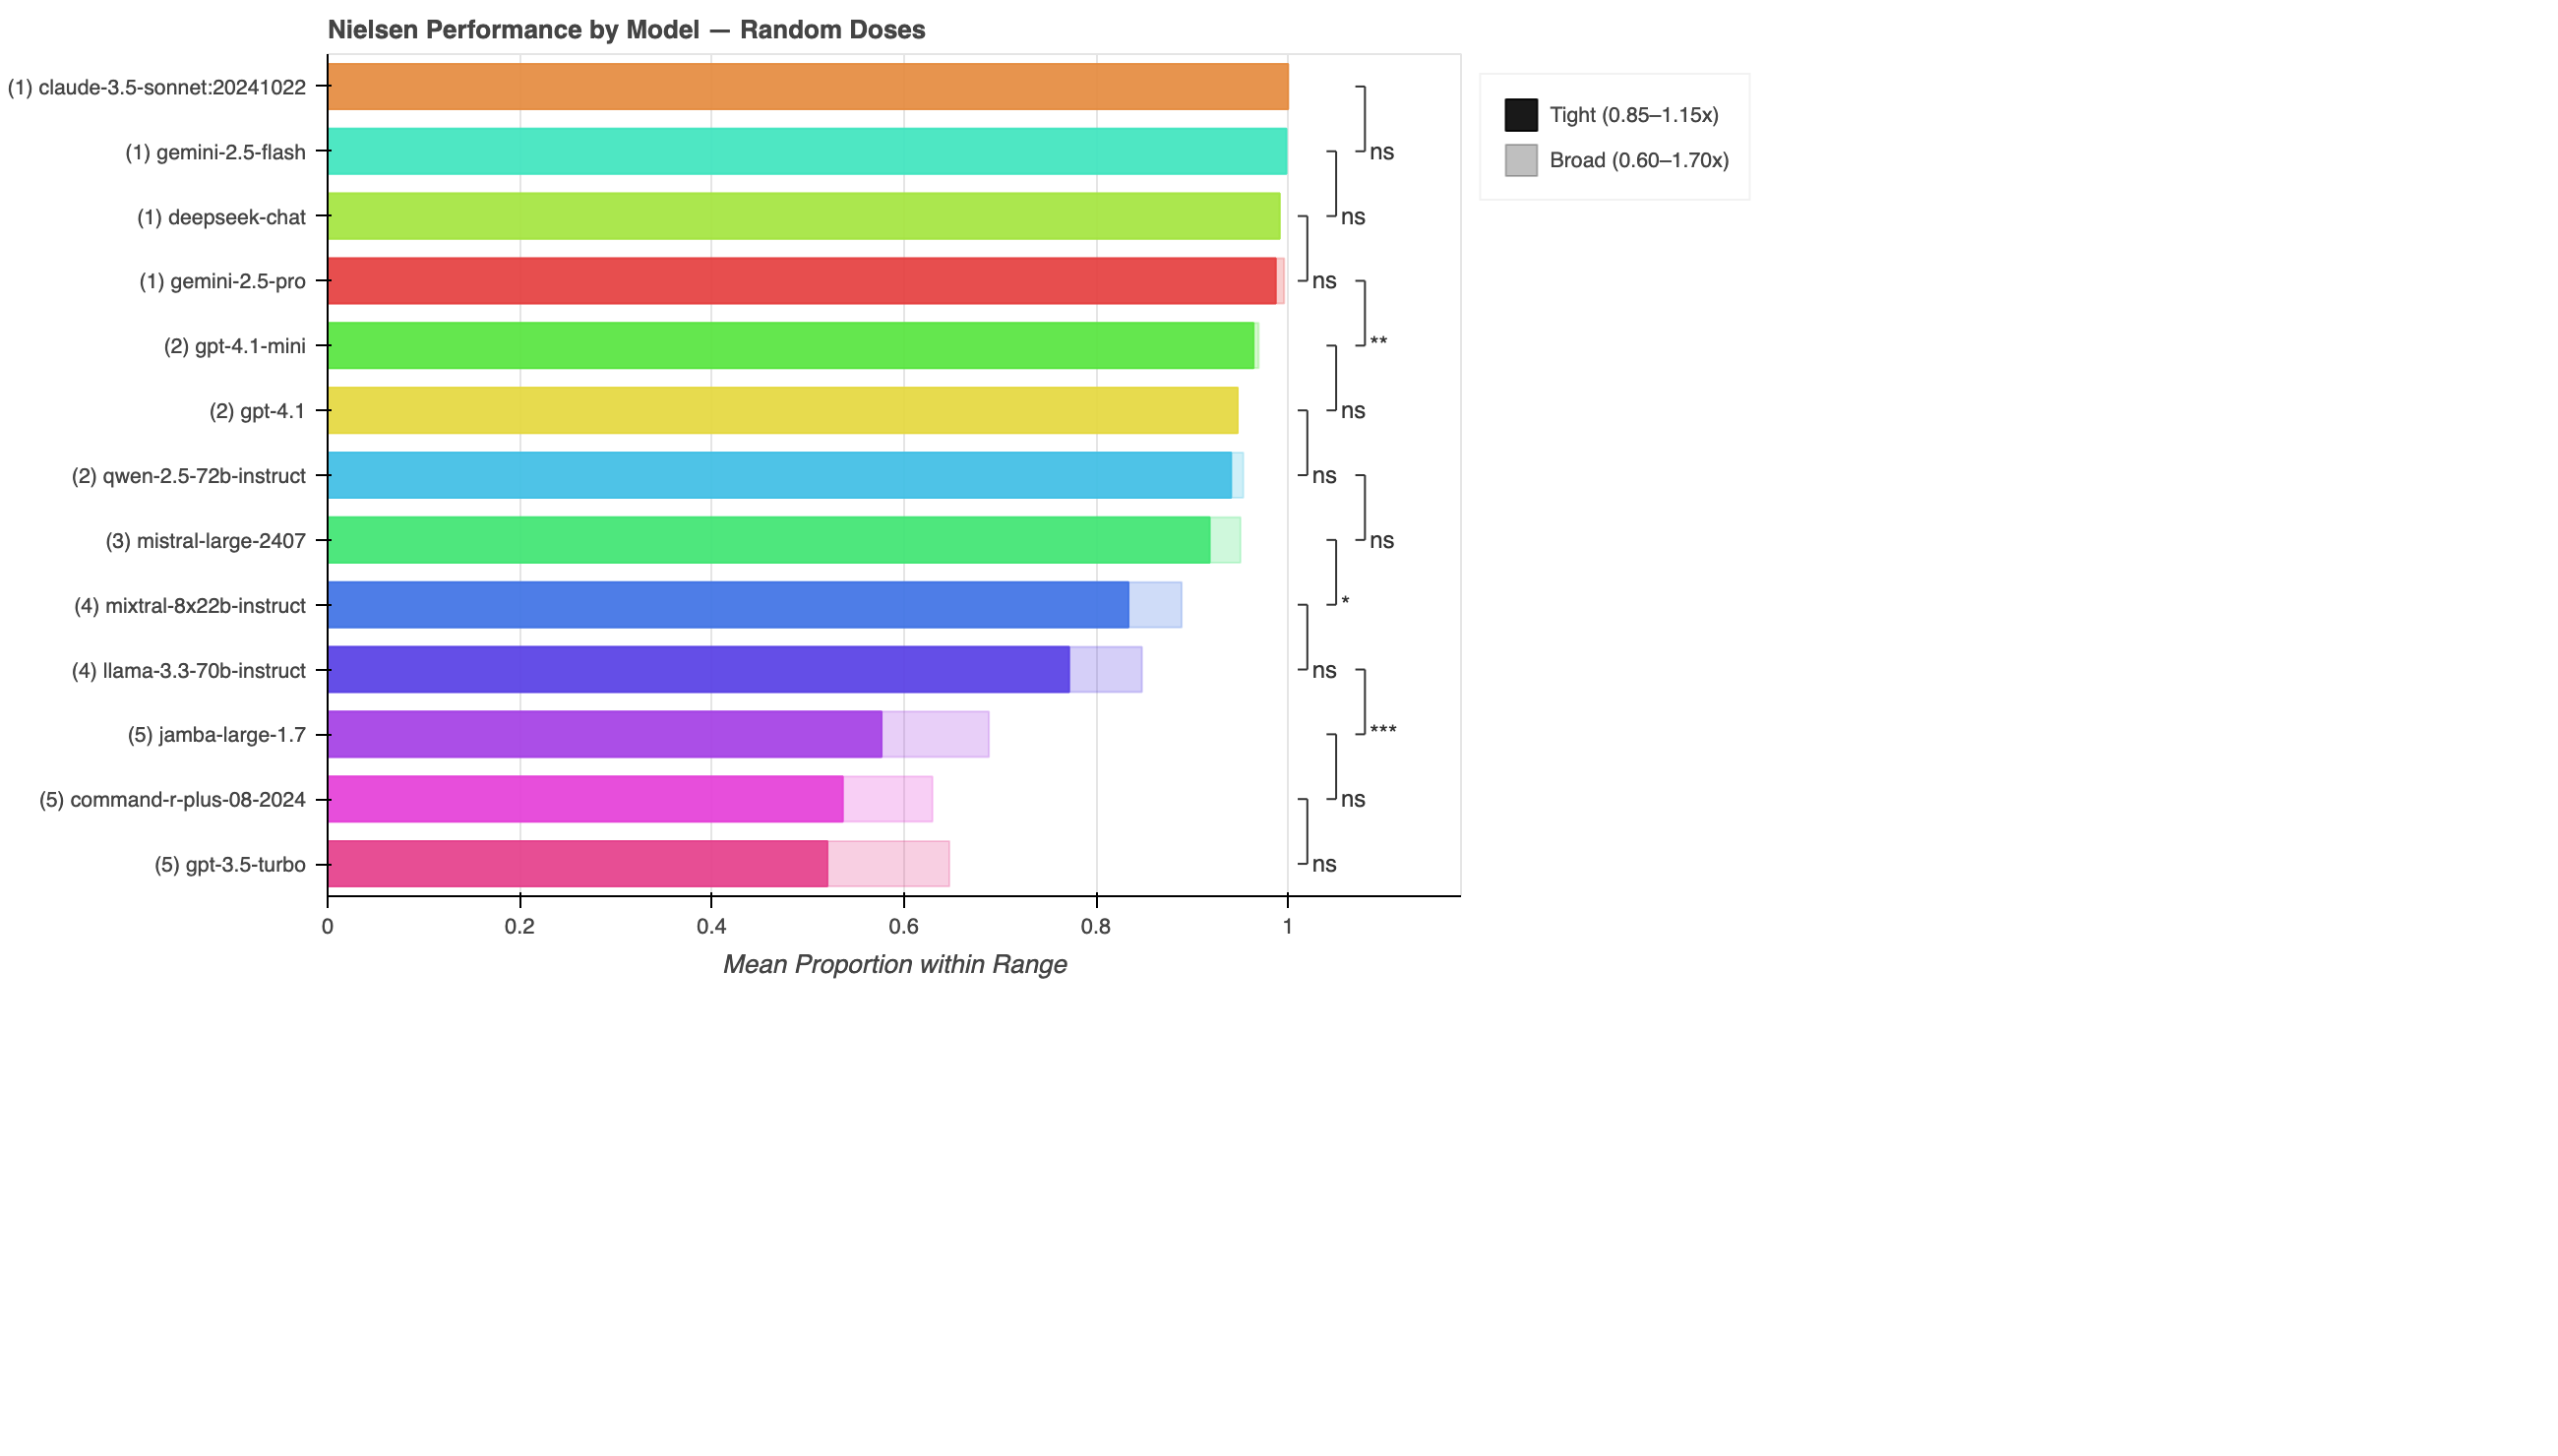 Nielsen Performance by Model — Random Doses
(1) claude-3.5-sonnet:20241022
(1) gemini-2.5-flash
(1) deepseek-chat
(1) gemini-2.5-pro
(2) gpt-4.1-mini
(2) gpt-4.1
(2) qwen-2.5-72b-instruct
(3) mistral-large-2407
(4) mixtral-8x22b-instruct
(4) llama-3.3-70b-instruct
(5) jamba-large-1.7
(5) command-r-plus-08-2024
(5) gpt-3.5-turbo
ns
ns
ns
**
ns
ns
ns
*
ns
***
ns
ns
0 0.2 0.4 0.6 0.8 1
Mean Proportion within Range
Tight (0.85–1.15x)
Broad (0.60–1.70x)